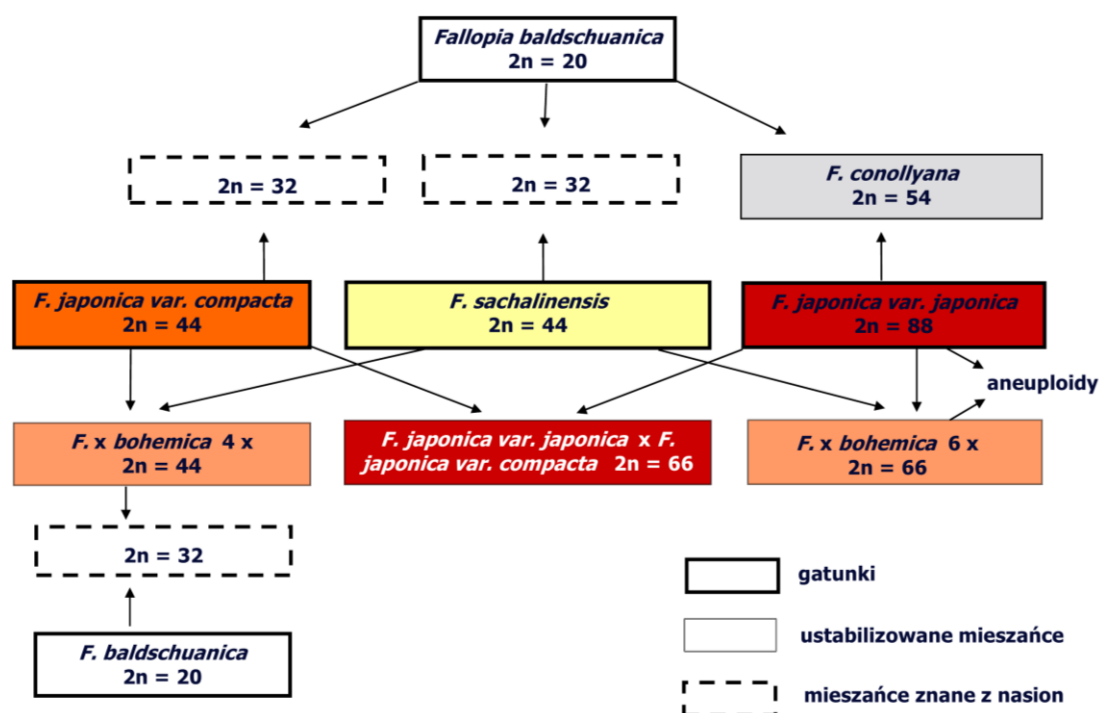 Fallopia baldschuanica
2n = 20
2n = 32
2n = 32
F. conollyana
2n = 54
F. japonica var. compacta
2n = 44
F. sachalinensis
2n = 44
F. japonica var. japonica
2n = 88
aneuploidy
F. x bohemica 4 x
2n = 44
F. japonica var. japonica x F.
japonica var. compacta 2n = 66
F. x bohemica 6 x
2n = 66
2n = 32
F. baldschuanica
2n = 20
gatunki
ustabilizowane mieszańce
mieszańce znane z nasion